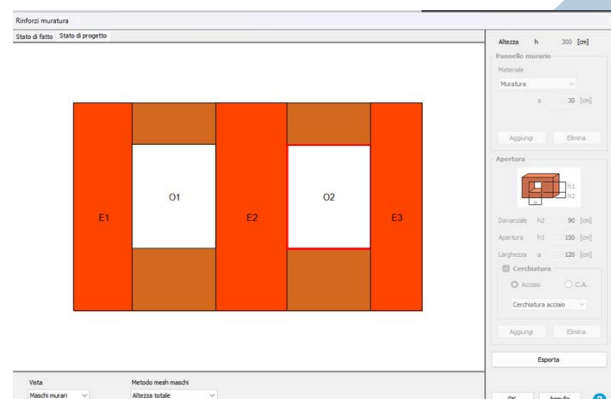 Rinforzi muratura
Stato di fatto Stato di progetto
O1
O2
E1
E2
E3
Vista
Metodo mesh maschi
Maschi murari
Altezza totale
Altezza h 300 [cm]
Pannello murario
Materiale
Muratura
a 30 [cm]
Aggiungi Elimina
Apertura
h1
h2
a
Davanzale h2 90 [cm]
Apertura h1 150 [cm]
Larghezza a 120 [cm]
Cerchiatura
Acciaio C.A.
Cerchiatura acciaio
Aggiungi Elimina
Esporta
OK Annulla